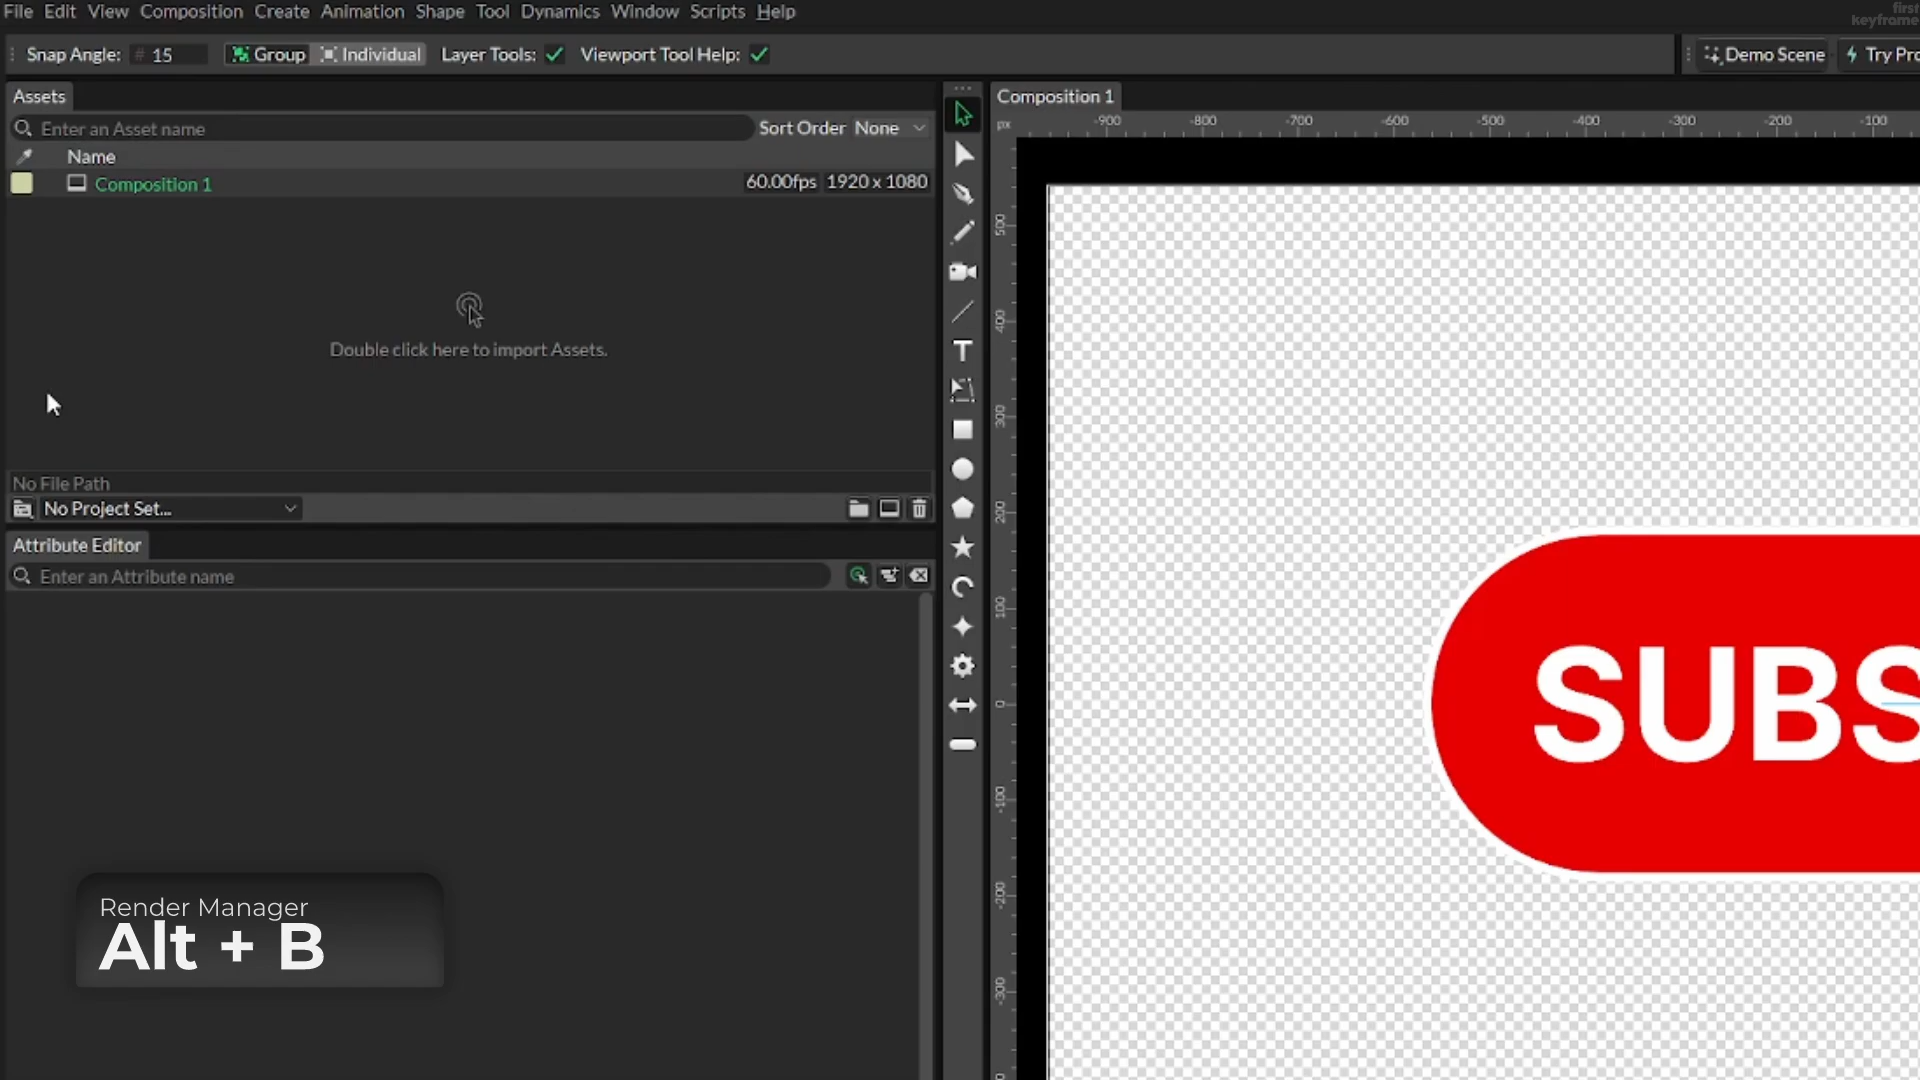 File Edit View Composition Create Animation Shape Tool Dynamics Window Scripts Help
first
keyframe
Snap Angle: # 15 Group Individual Layer Tools: Viewport Tool Help:
Demo Scene Try Pro
Assets
Enter an Asset name
Sort Order None
Name
Composition 1 60.00fps 1920 x 1080
Double click here to import Assets.
No File Path
No Project Set...
Attribute Editor
Enter an Attribute name
Render Manager
Alt + B
Composition 1
px -900 -800 -700 -600 -500 -400 -300 -200 -100
500
400
300
200
100
0
-100
-200
-300
SUBS